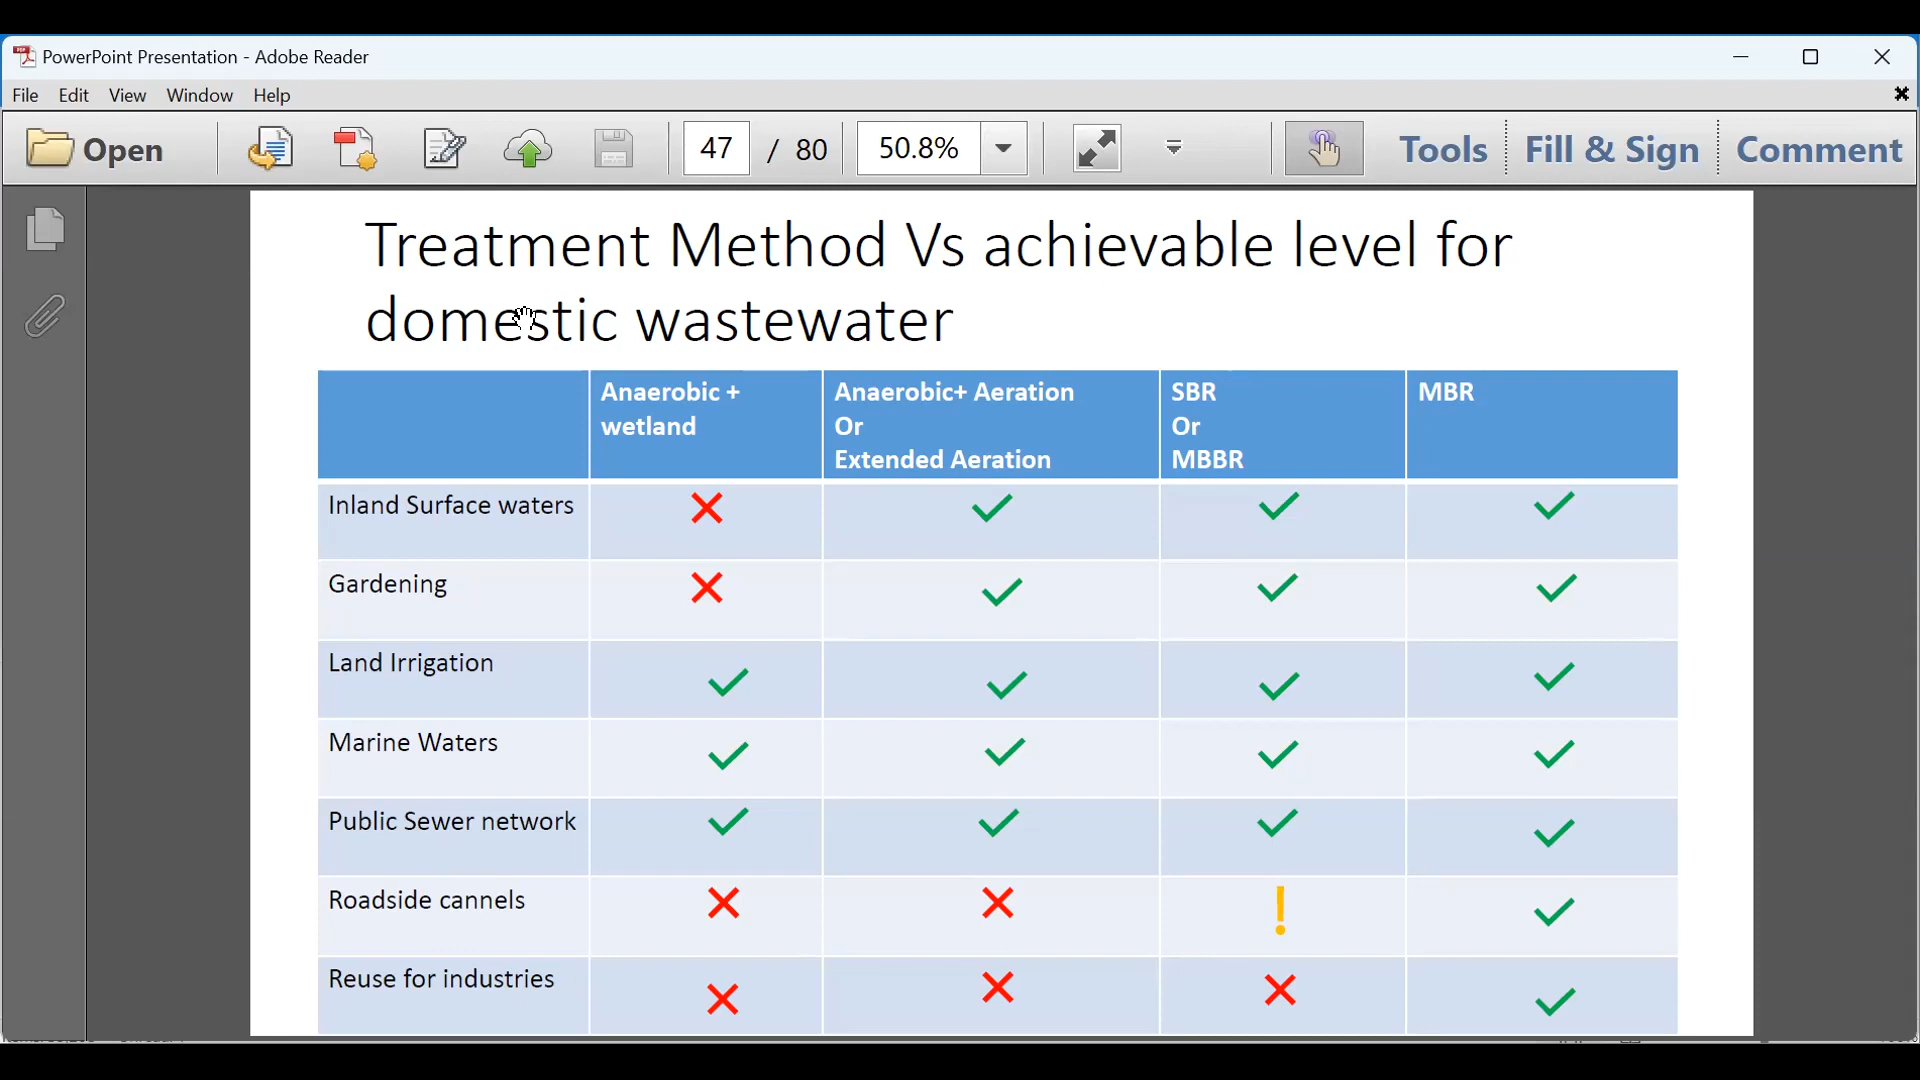 PowerPoint Presentation - Adobe Reader
File Edit View Window Help
Open 47 / 80 50.8% Tools Fill & Sign Comment
Treatment Method Vs achievable level for
domestic wastewater
Anaerobic +
wetland
Anaerobic+ Aeration
Or
Extended Aeration
SBR
Or
MBBR
MBR
Inland Surface waters
Gardening
Land Irrigation
Marine Waters
Public Sewer network
Roadside cannels
!
Reuse for industries